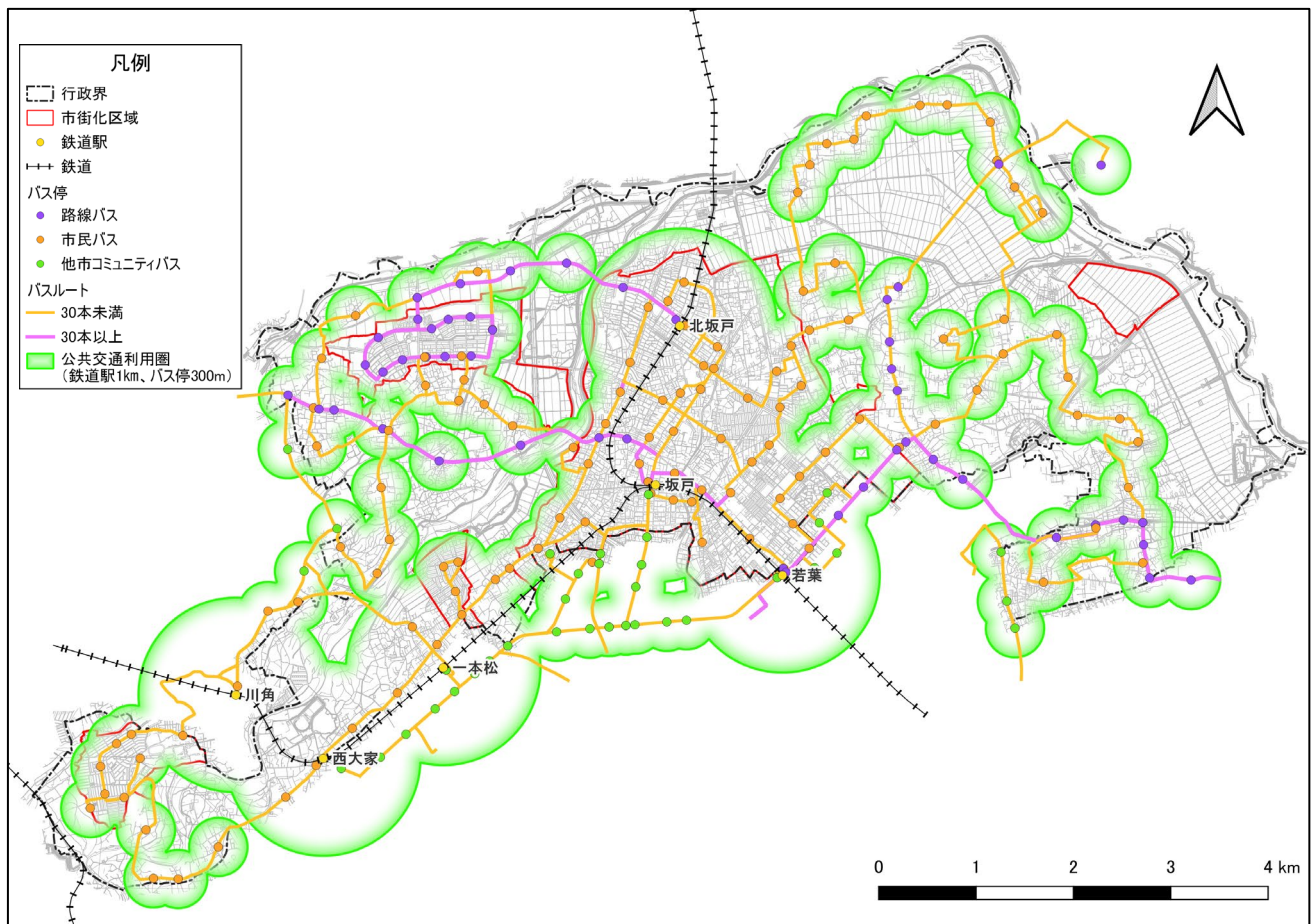 凡例
行政界
市街化区域
鉄道駅
鉄道
バス停
路線バス
市民バス
他市コミュニティバス
バスルート
30本未満
30本以上
公共交通利用圏
(鉄道駅1km、バス停300m)
北坂戸
坂戸
若葉
一本松
川角
西大家
0 1 2 3 4 km